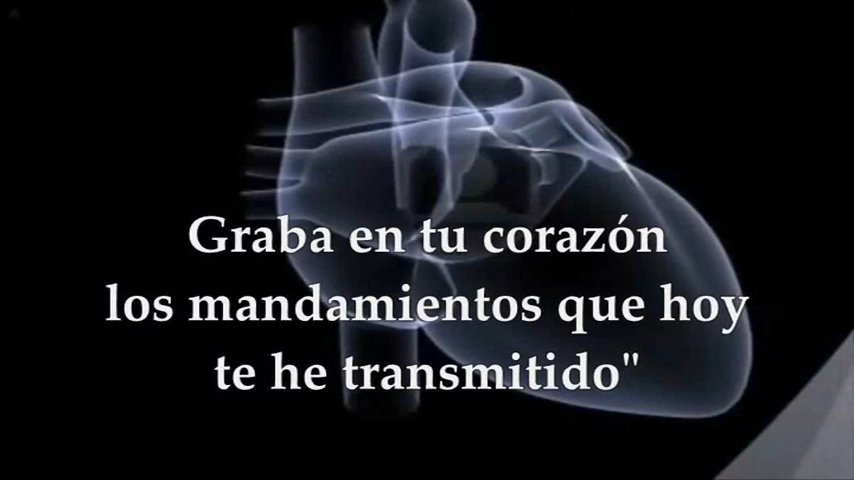 Graba en tu corazón
los mandamientos que hoy
te he transmitido"